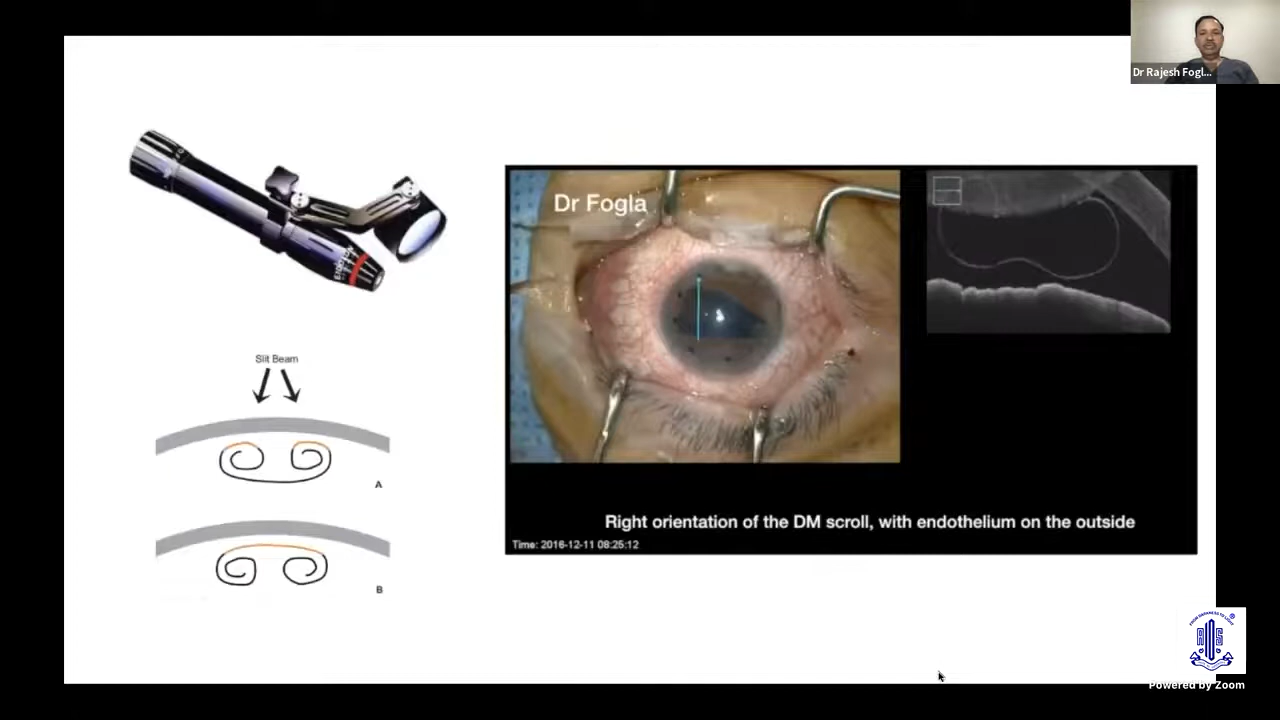 Dr Rajesh Fogl...
Dr Fogla
Slit Beam
A
B
Right orientation of the DM scroll, with endothelium on the outside
Time: 2016-12-11 08:25:12
Powered by Zoom